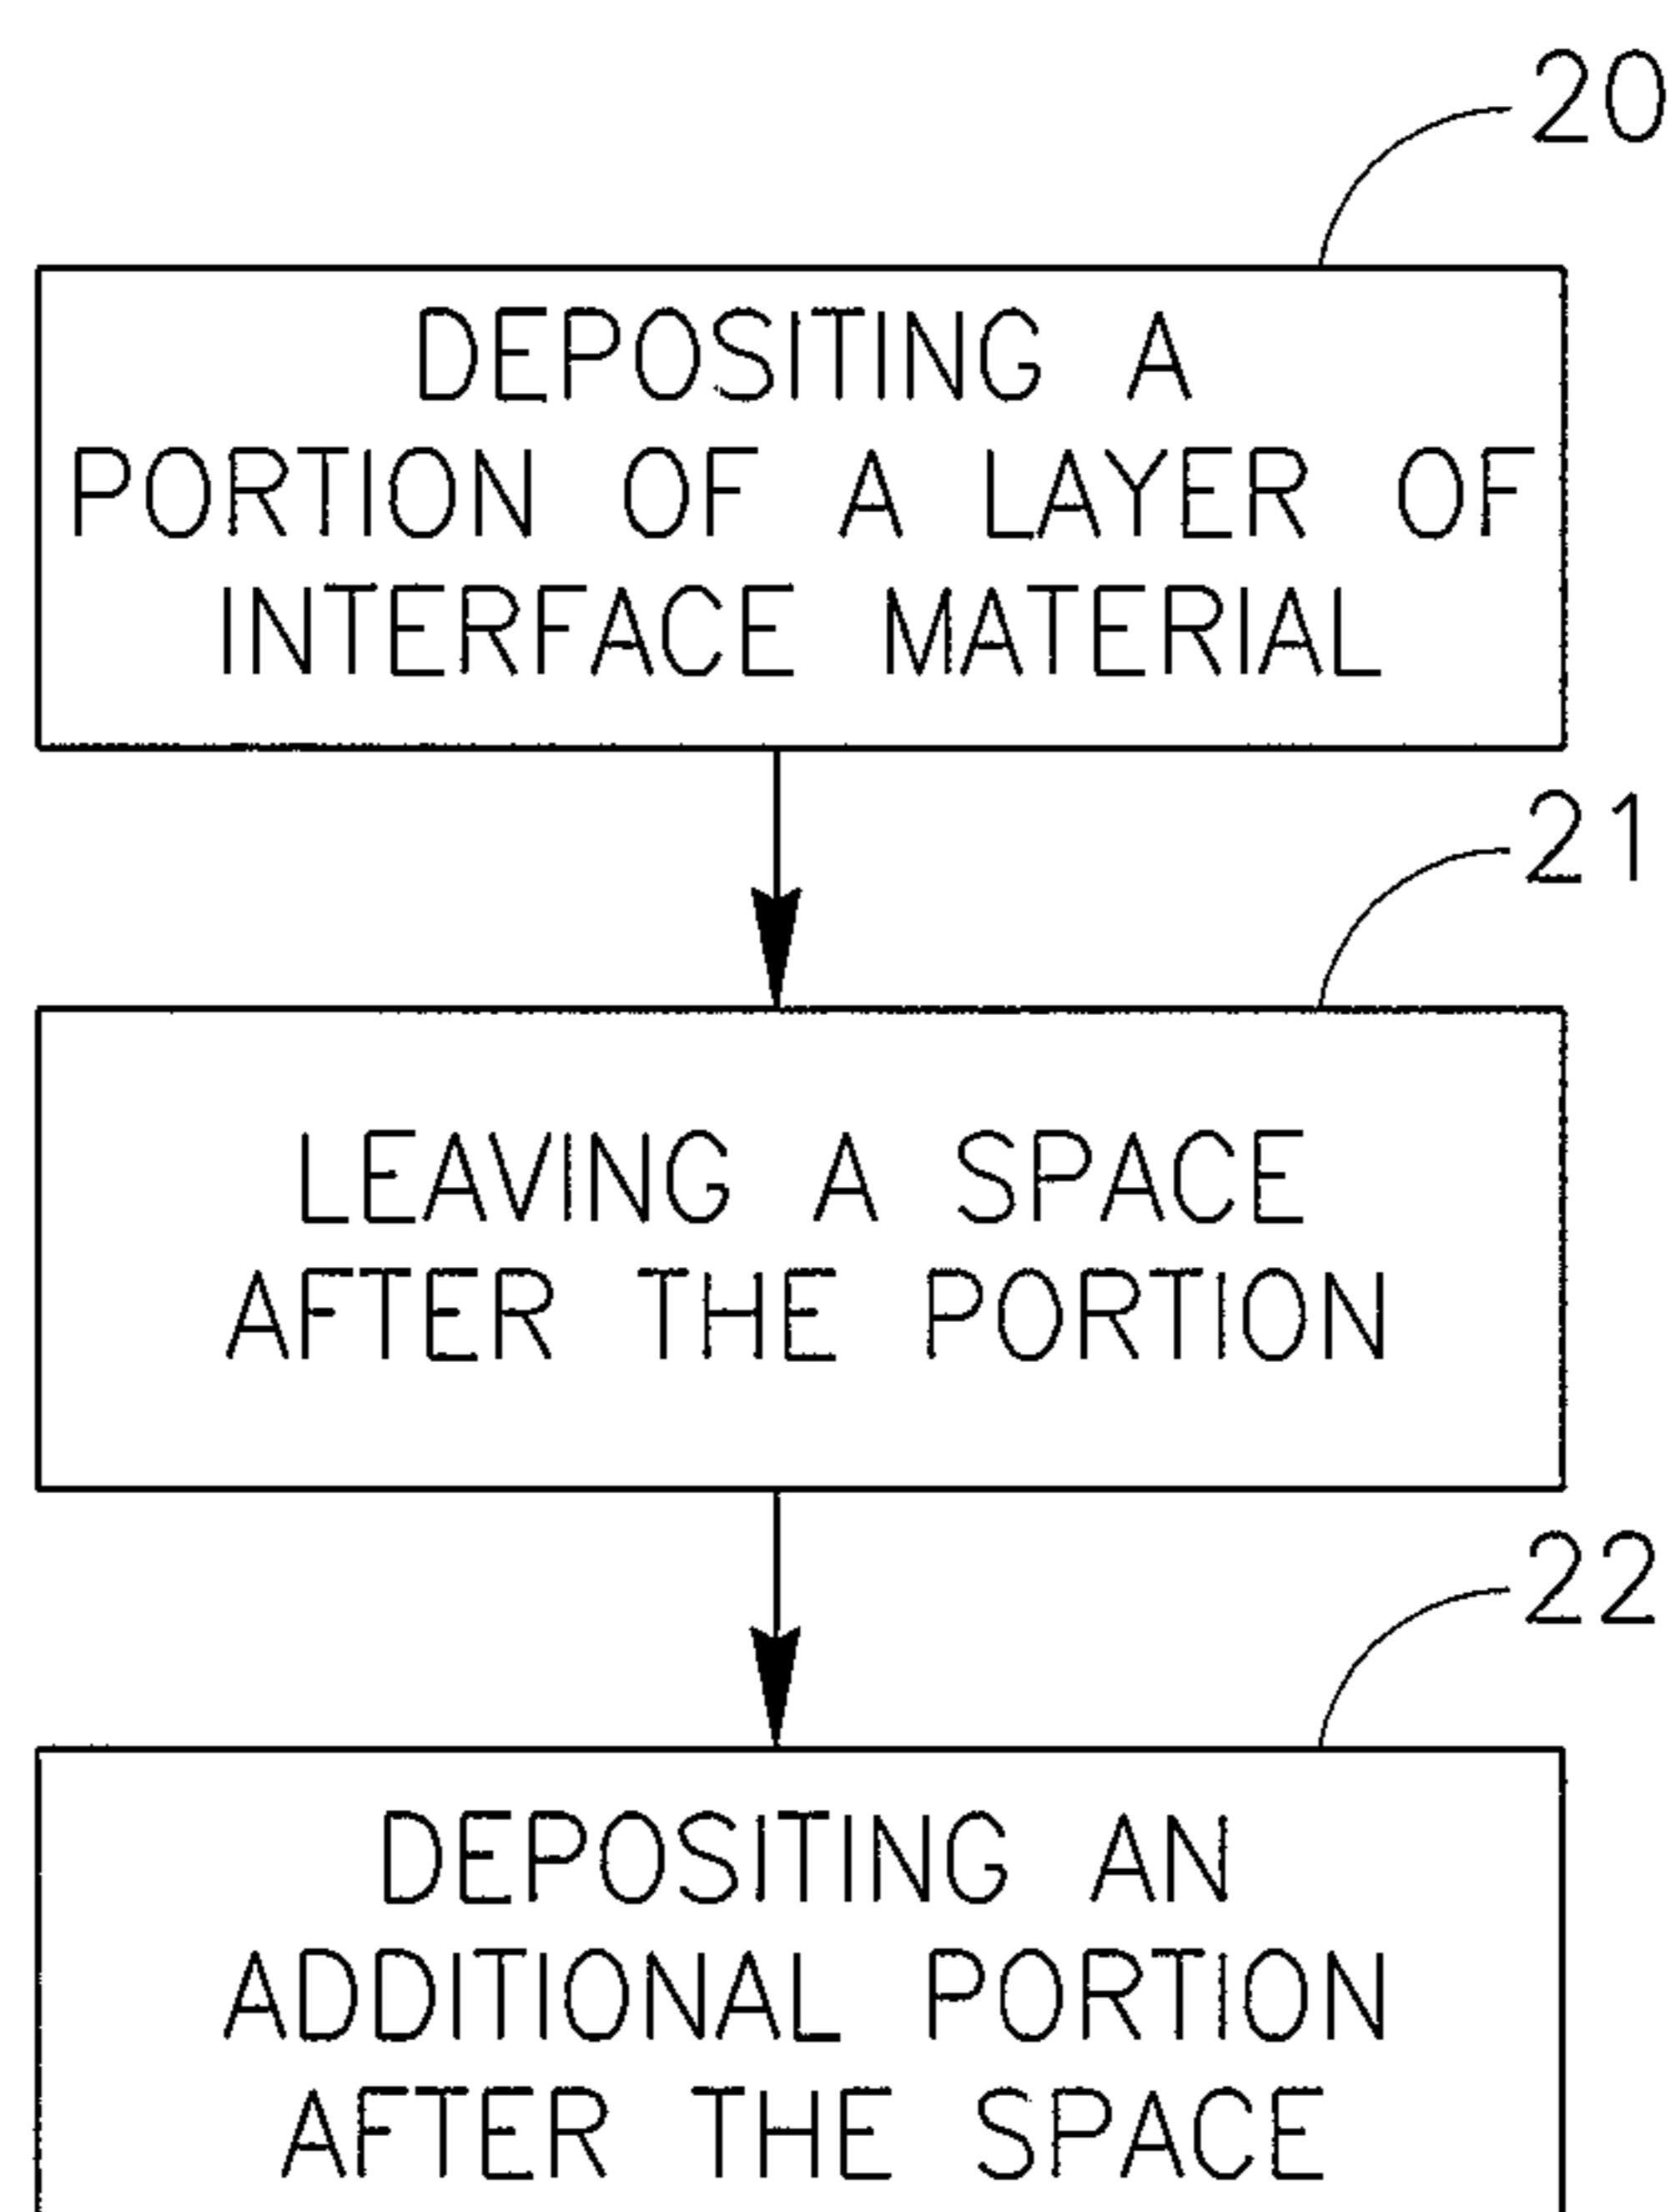 20
DEPOSITING A
PORTION OF A LAYER OF
INTERFACE MATERIAL
21
LEAVING A SPACE
AFTER THE PORTION
22
DEPOSITING AN
ADDITIONAL PORTION
AFTER THE SPACE